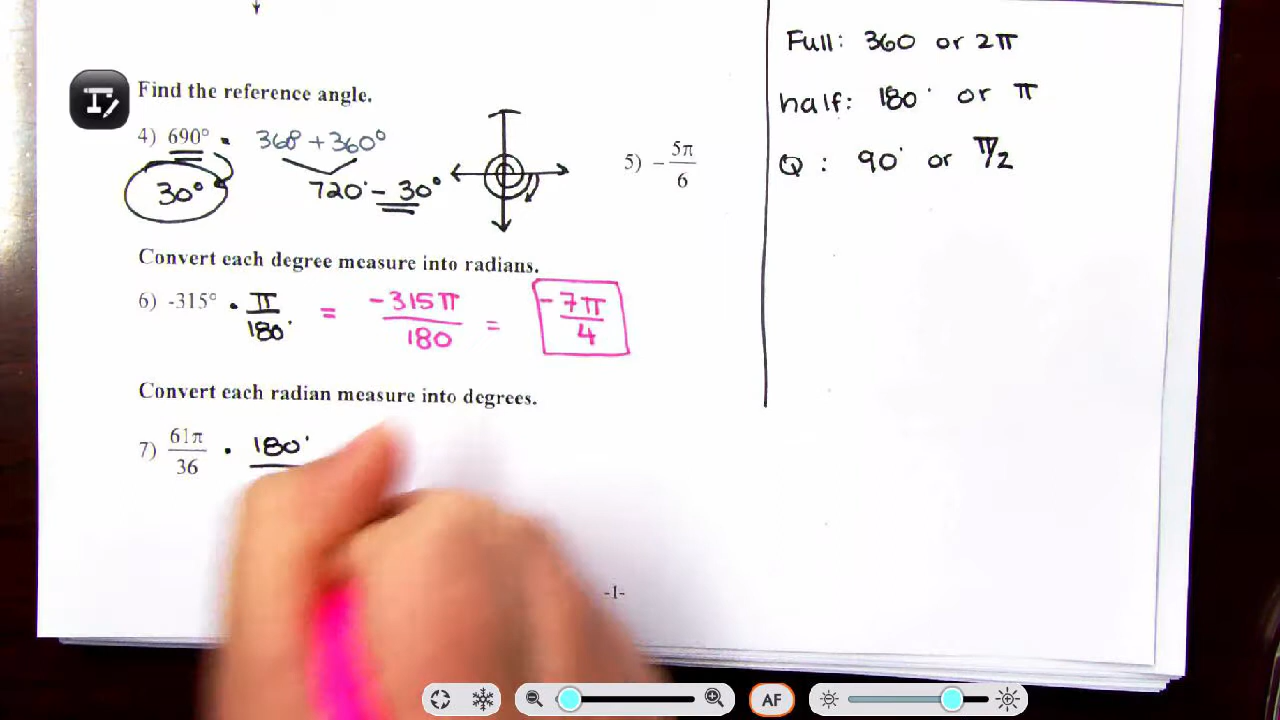 Full: 360 or 2π
half: 180° or π
Q : 90° or π/2
Find the reference angle.
4) 690° · 360 + 360°
30°
720° - 30°
5) -5π/6
Convert each degree measure into radians.
6) -315° · π/180° = -315π/180 = -7π/4
Convert each radian measure into degrees.
7) 61π/36 · 180°
-1-
AF